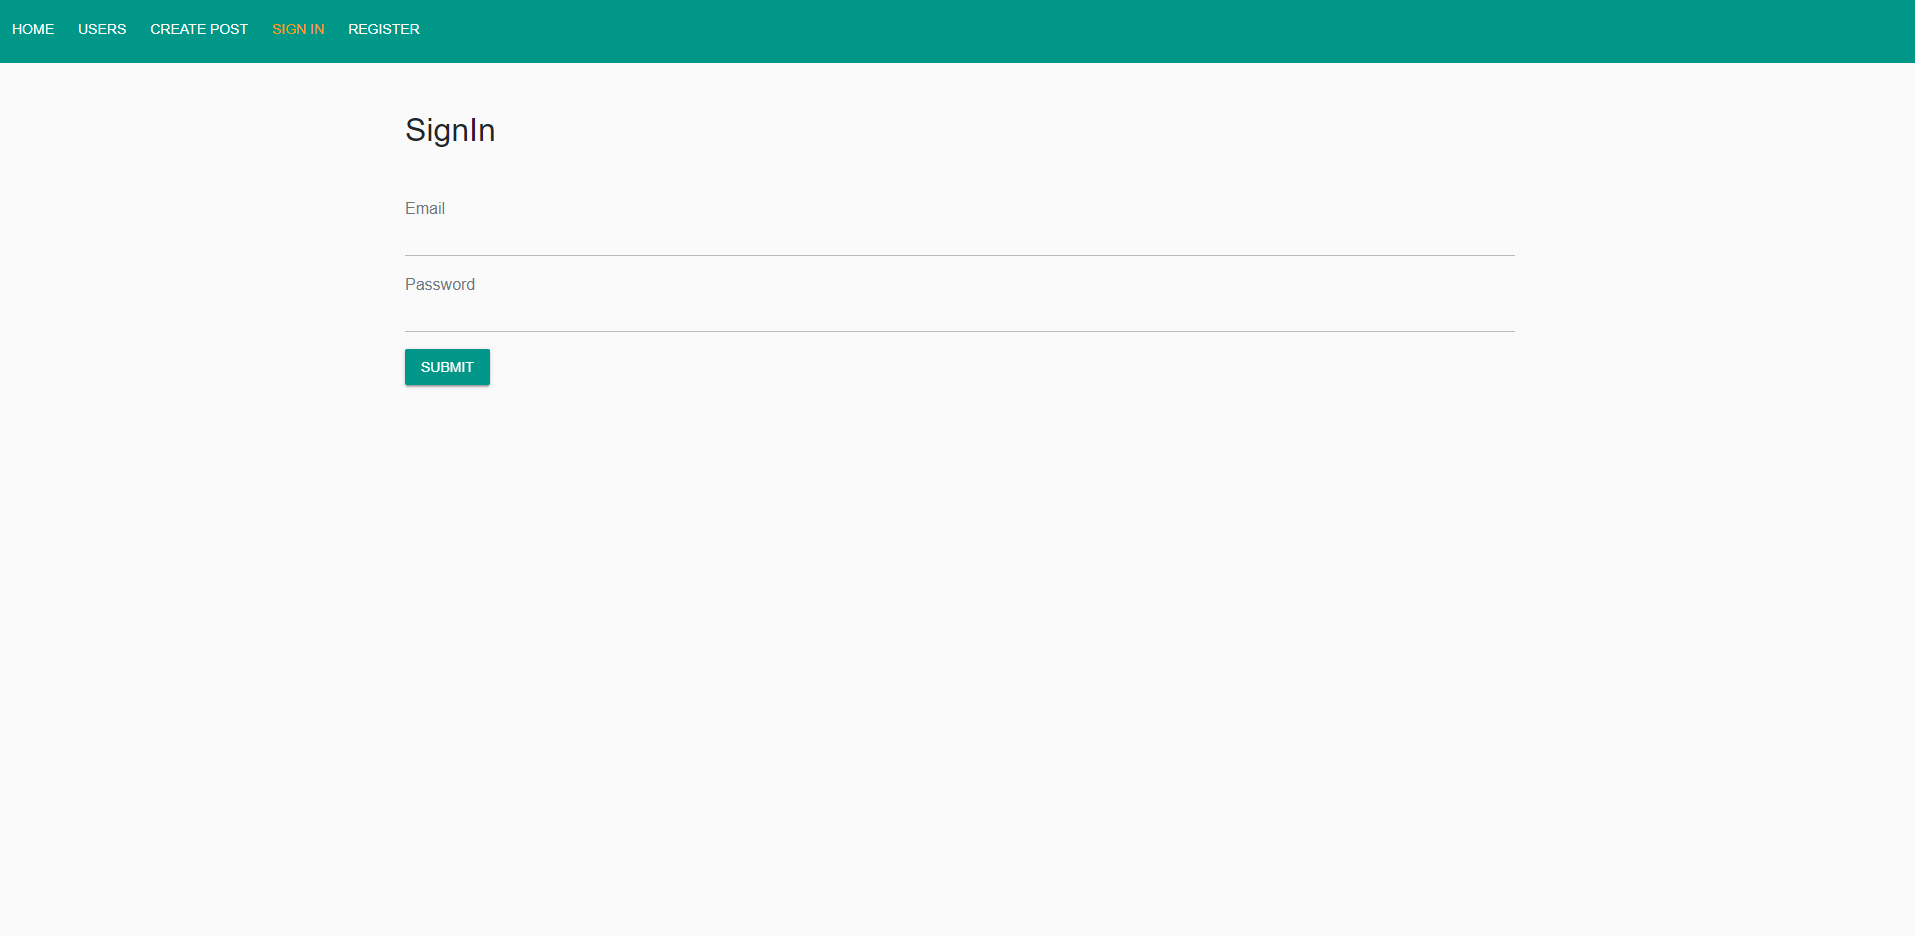 HOME USERS CREATE POST SIGN IN REGISTER
SignIn
Email
Password
SUBMIT